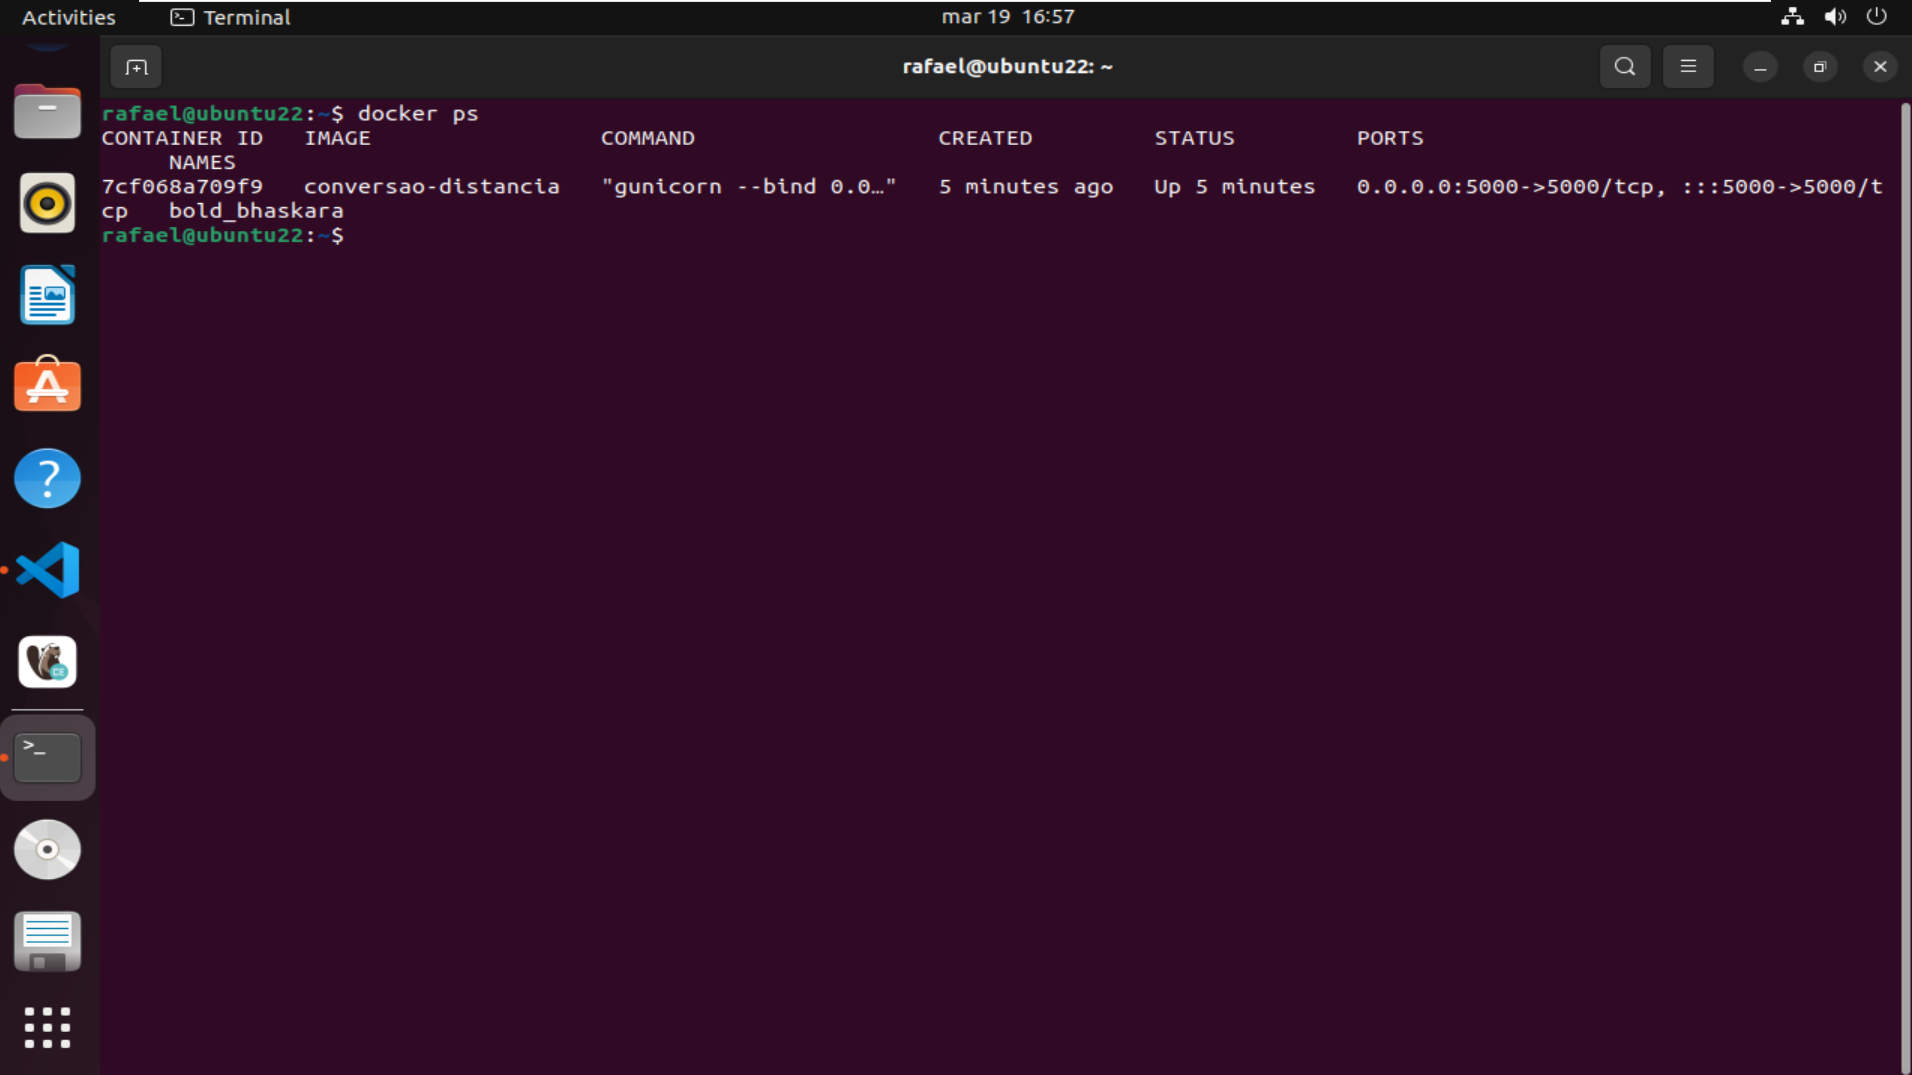 Activities Terminal mar 19 16:57
rafael@ubuntu22: ~
rafael@ubuntu22:~$ docker ps
CONTAINER ID   IMAGE                 COMMAND                  CREATED         STATUS         PORTS
     NAMES
7cf068a709f9   conversao-distancia   "gunicorn --bind 0.0…"   5 minutes ago   Up 5 minutes   0.0.0.0:5000->5000/tcp, :::5000->5000/t
cp   bold_bhaskara
rafael@ubuntu22:~$
CE
>_